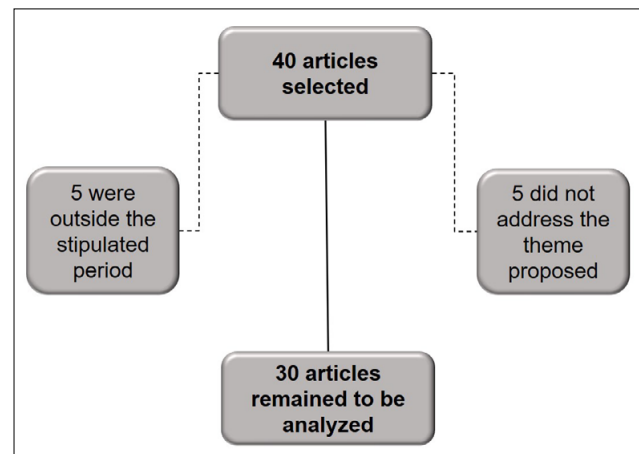 40 articles
selected
5 were
outside the
stipulated
period
5 did not
address the
theme
proposed
30 articles
remained to be
analyzed